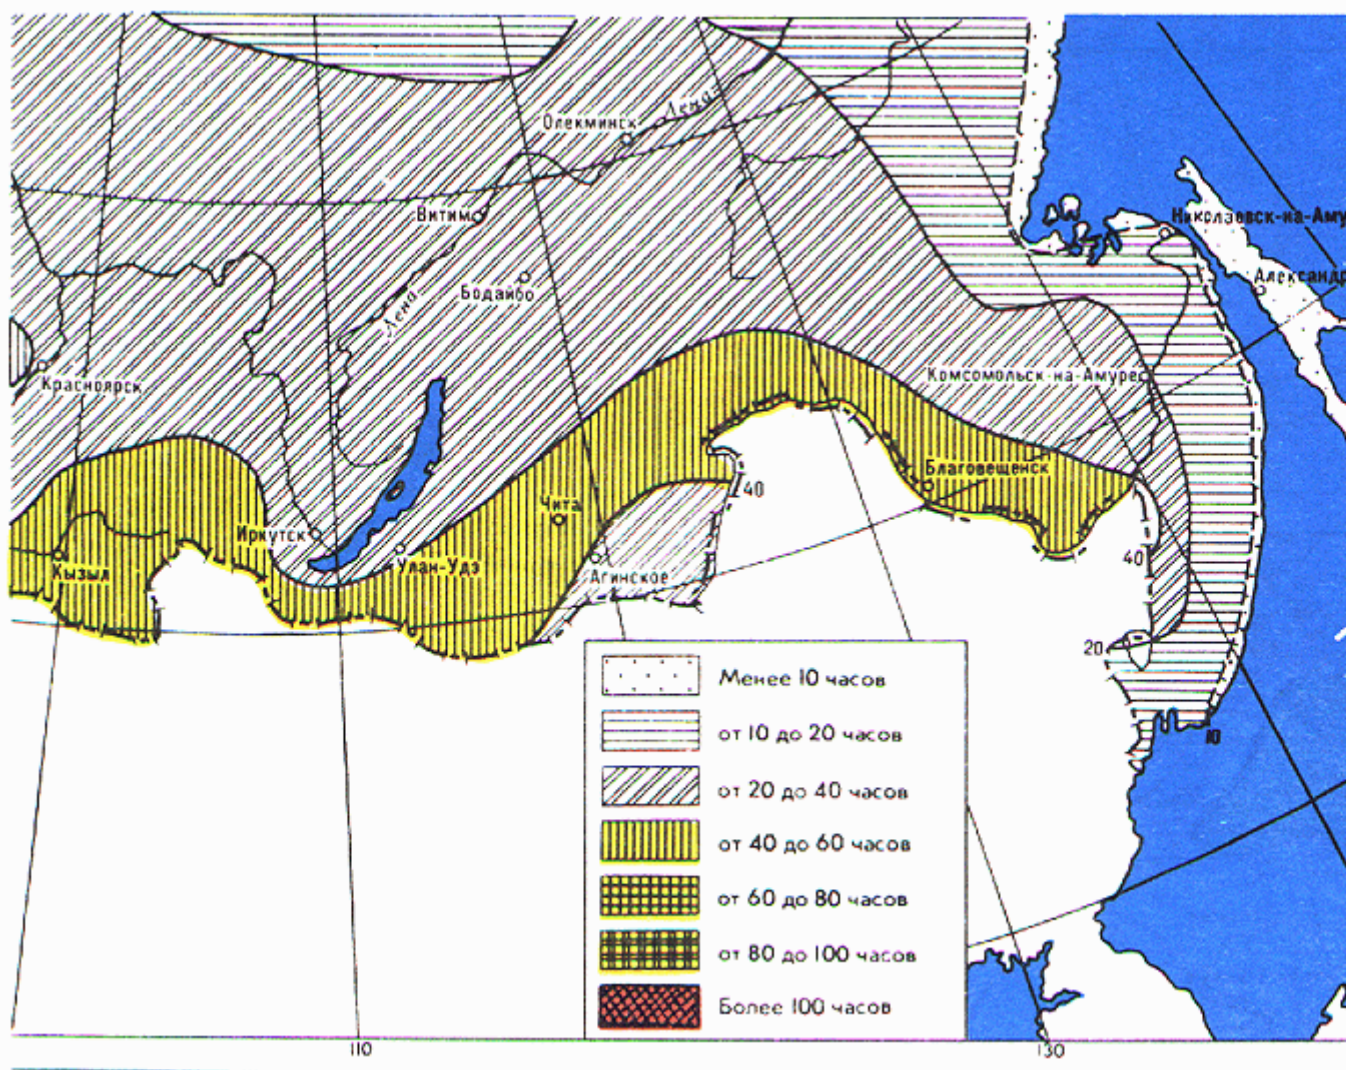 Олекминск
Лена
Витим
Николаевск-на-Аму
Бодайбо
Лена
Александр
Красноярск
Комсомольск-на-Амуре
Благовещенск
Чита
40
Иркутск
Улан-Удэ
Кызыл
Агинское
40
20
Менее 10 часов
от 10 до 20 часов
10
от 20 до 40 часов
от 40 до 60 часов
от 60 до 80 часов
от 80 до 100 часов
Более 100 часов
110
130